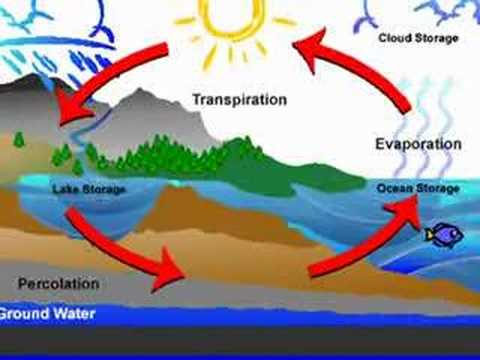 Cloud Storage
Transpiration
Evaporation
Lake Storage
Ocean Storage
Percolation
Ground Water